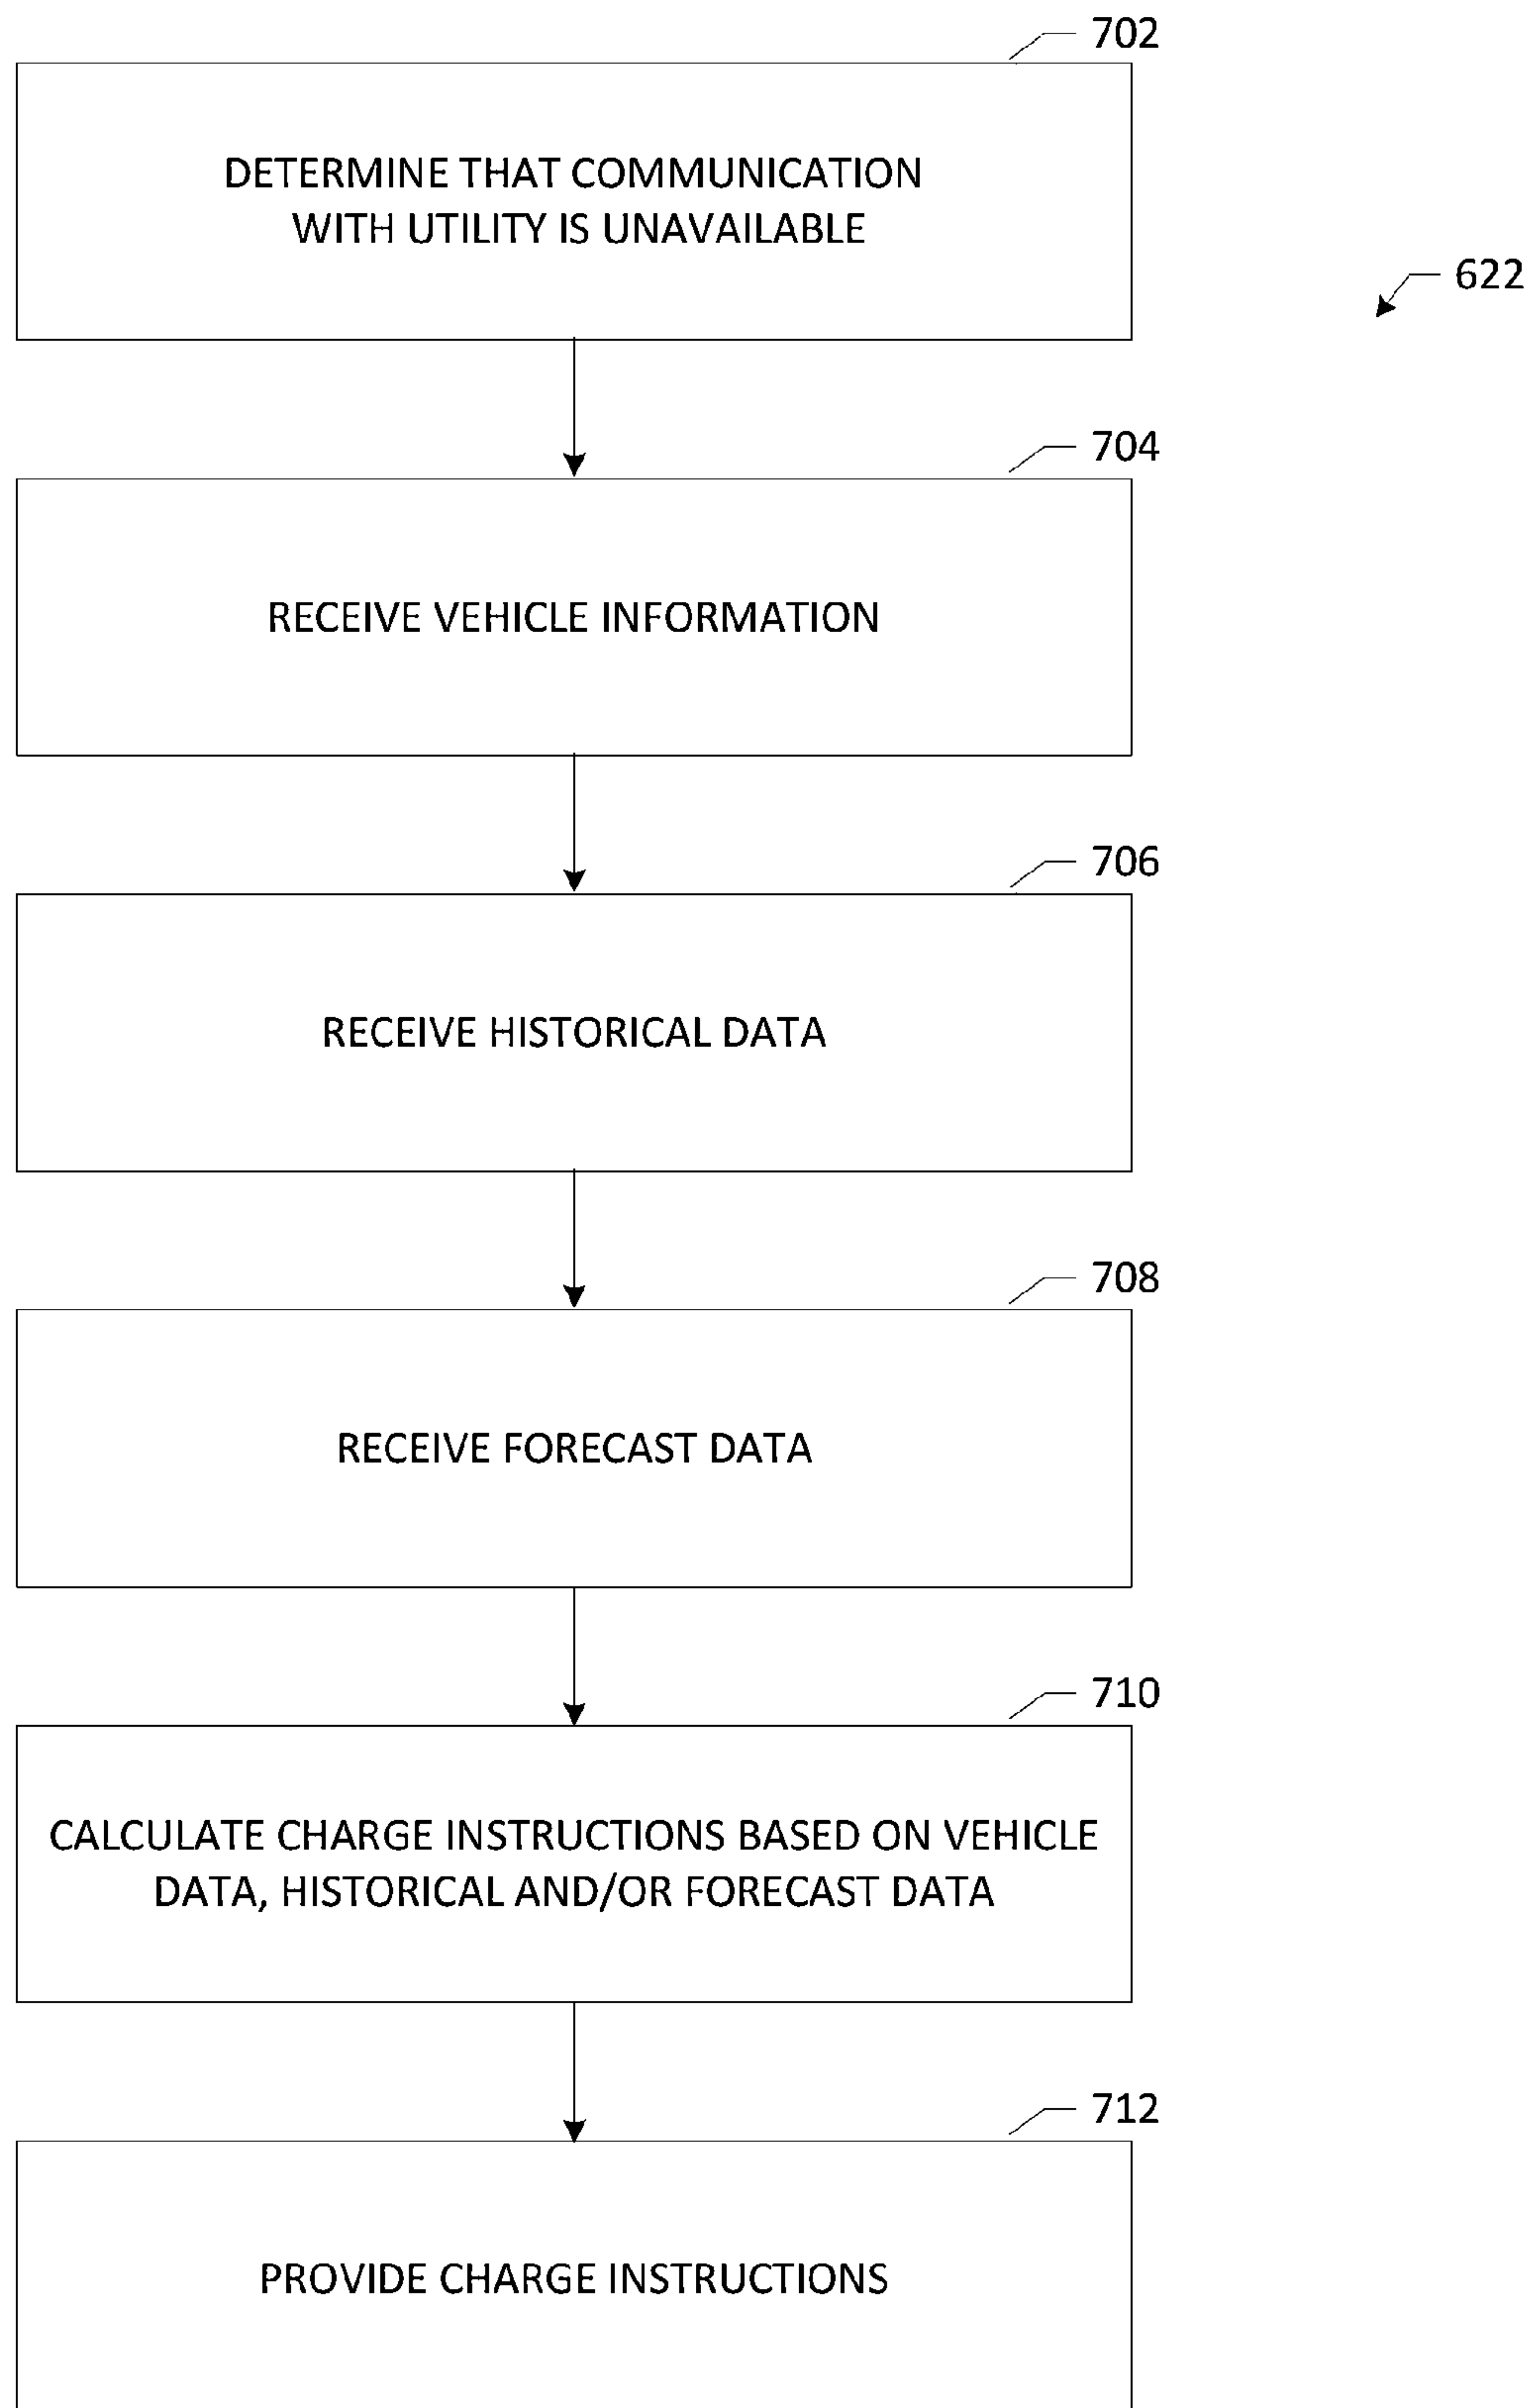 702
DETERMINE THAT COMMUNICATION
WITH UTILITY IS UNAVAILABLE
622
704
RECEIVE VEHICLE INFORMATION
706
RECEIVE HISTORICAL DATA
708
RECEIVE FORECAST DATA
710
CALCULATE CHARGE INSTRUCTIONS BASED ON VEHICLE
DATA, HISTORICAL AND/OR FORECAST DATA
712
PROVIDE CHARGE INSTRUCTIONS